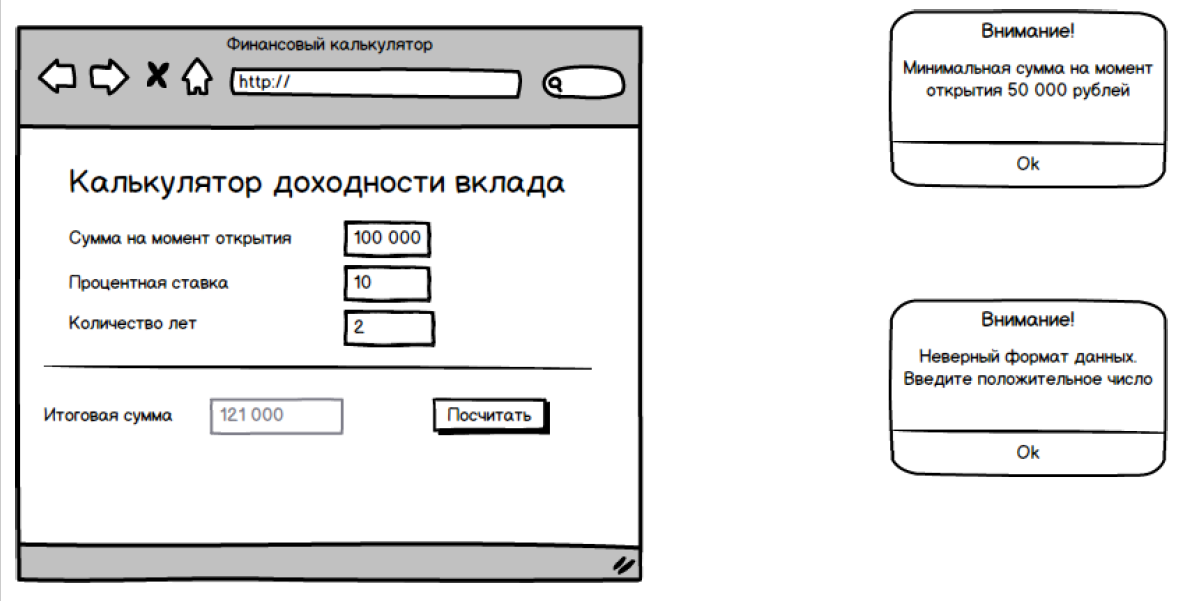 Финансовый калькулятор
http://
Калькулятор доходности вклада
Сумма на момент открытия 100 000
Процентная ставка 10
Количество лет 2
Итоговая сумма 121 000 Посчитать
Внимание!
Минимальная сумма на момент
открытия 50 000 рублей
Ok
Внимание!
Неверный формат данных.
Введите положительное число
Ok